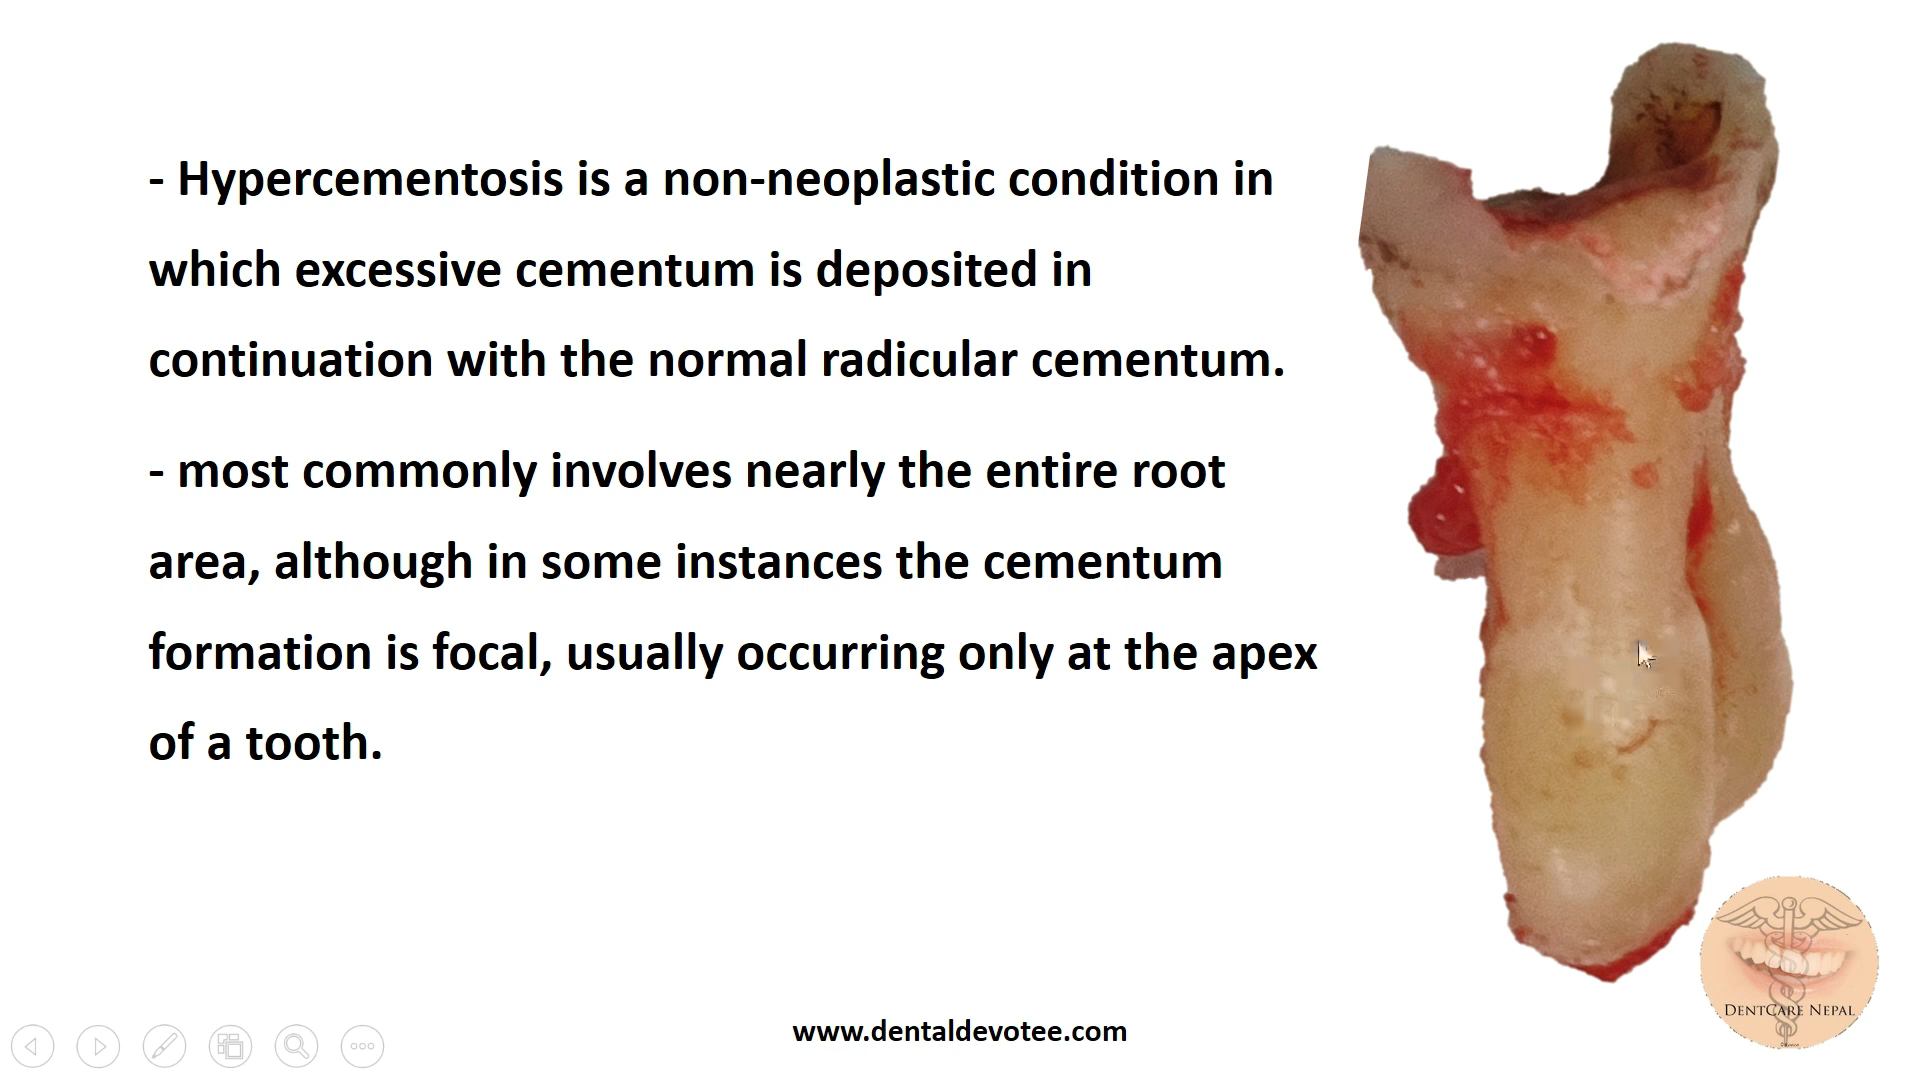 - Hypercementosis is a non-neoplastic condition in
which excessive cementum is deposited in
continuation with the normal radicular cementum.
- most commonly involves nearly the entire root
area, although in some instances the cementum
formation is focal, usually occurring only at the apex
of a tooth.
DENTCARE NEPAL
www.dentaldevotee.com